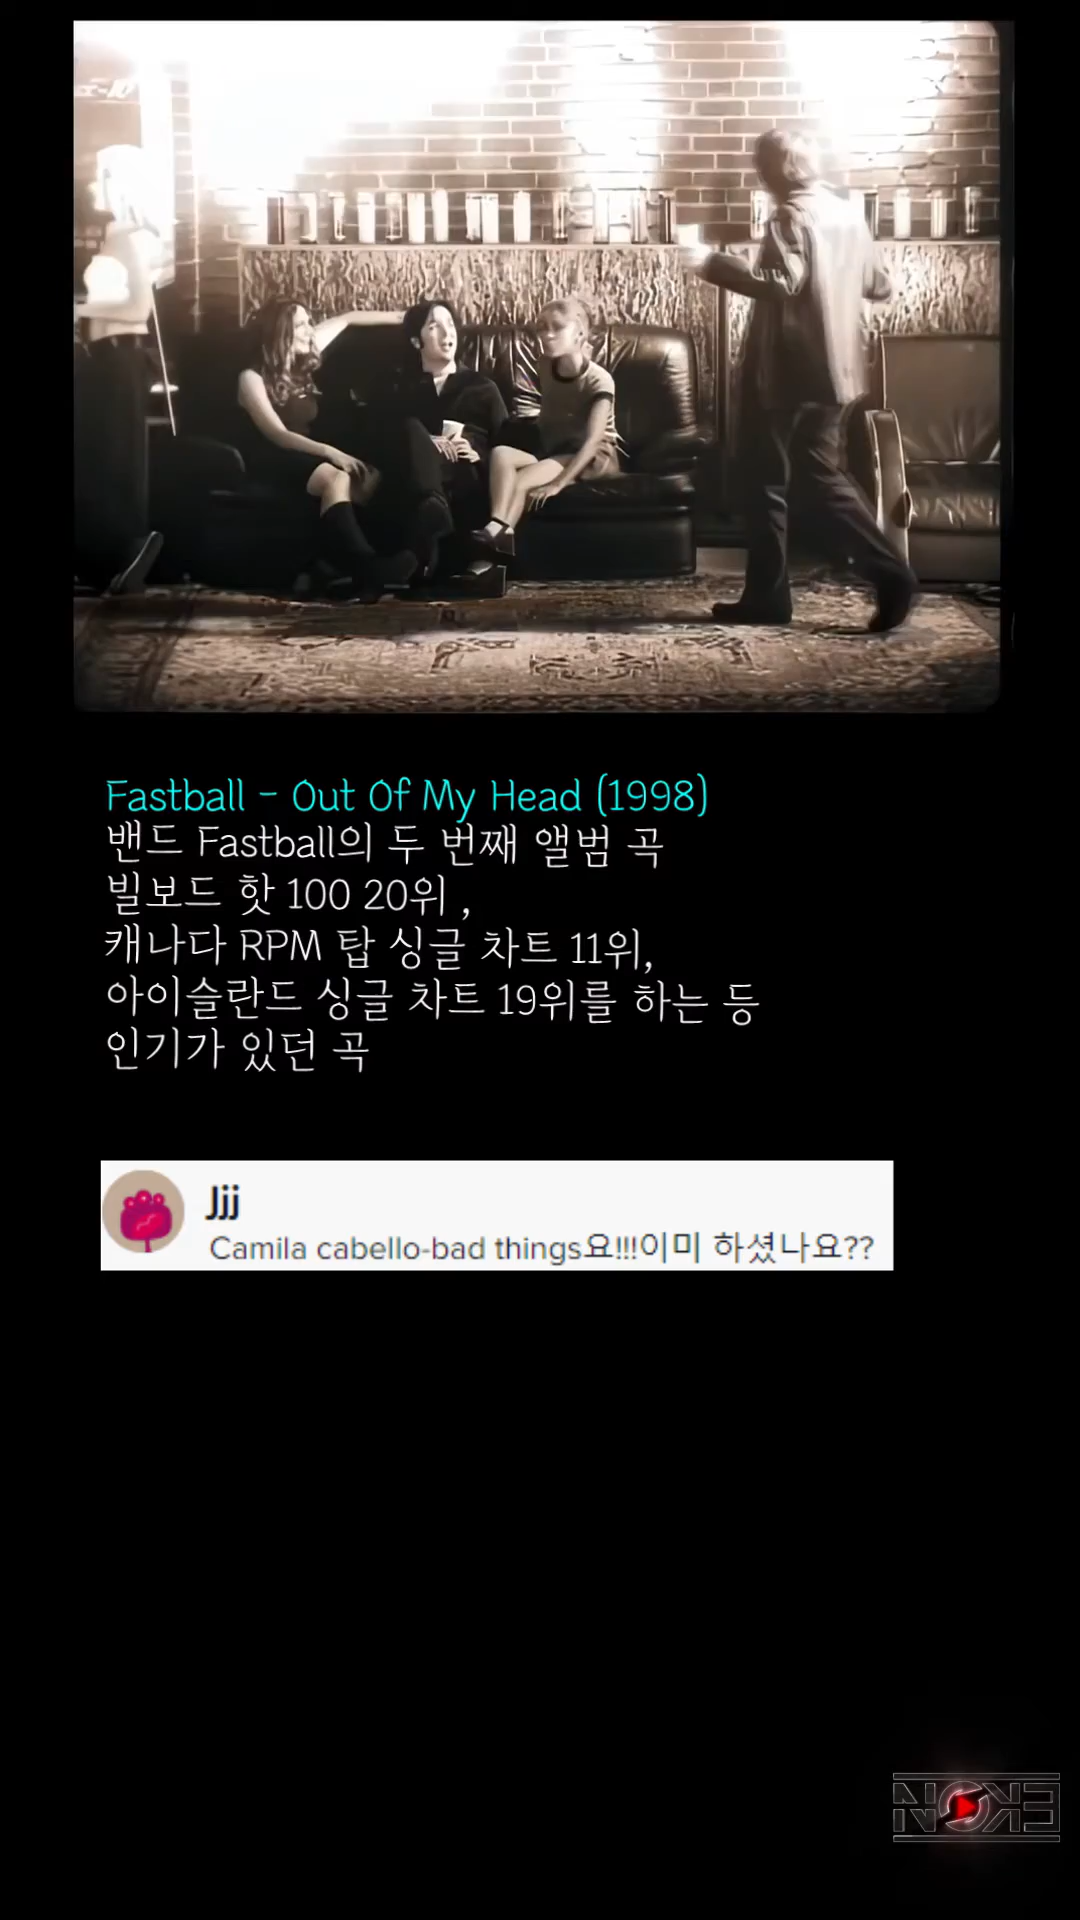 Fastball - Out Of My Head (1998)
밴드 Fastball의 두 번째 앨범 곡
빌보드 핫 100 20위 ,
캐나다 RPM 탑 싱글 차트 11위,
아이슬란드 싱글 차트 19위를 하는 등
인기가 있던 곡
Jjj
Camila cabello-bad things요!!!이미 하셨나요??
NOKE